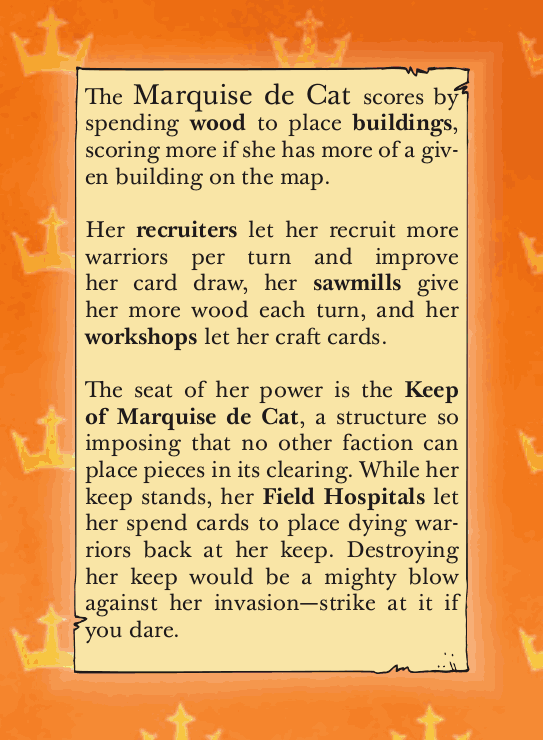 The Marquise de Cat scores by
spending wood to place buildings,
scoring more if she has more of a giv-
en building on the map.
Her recruiters let her recruit more
warriors per turn and improve
her card draw, her sawmills give
her more wood each turn, and her
workshops let her craft cards.
The seat of her power is the Keep
of Marquise de Cat, a structure so
imposing that no other faction can
place pieces in its clearing. While her
keep stands, her Field Hospitals let
her spend cards to place dying war-
riors back at her keep. Destroying
her keep would be a mighty blow
against her invasion—strike at it if
you dare.